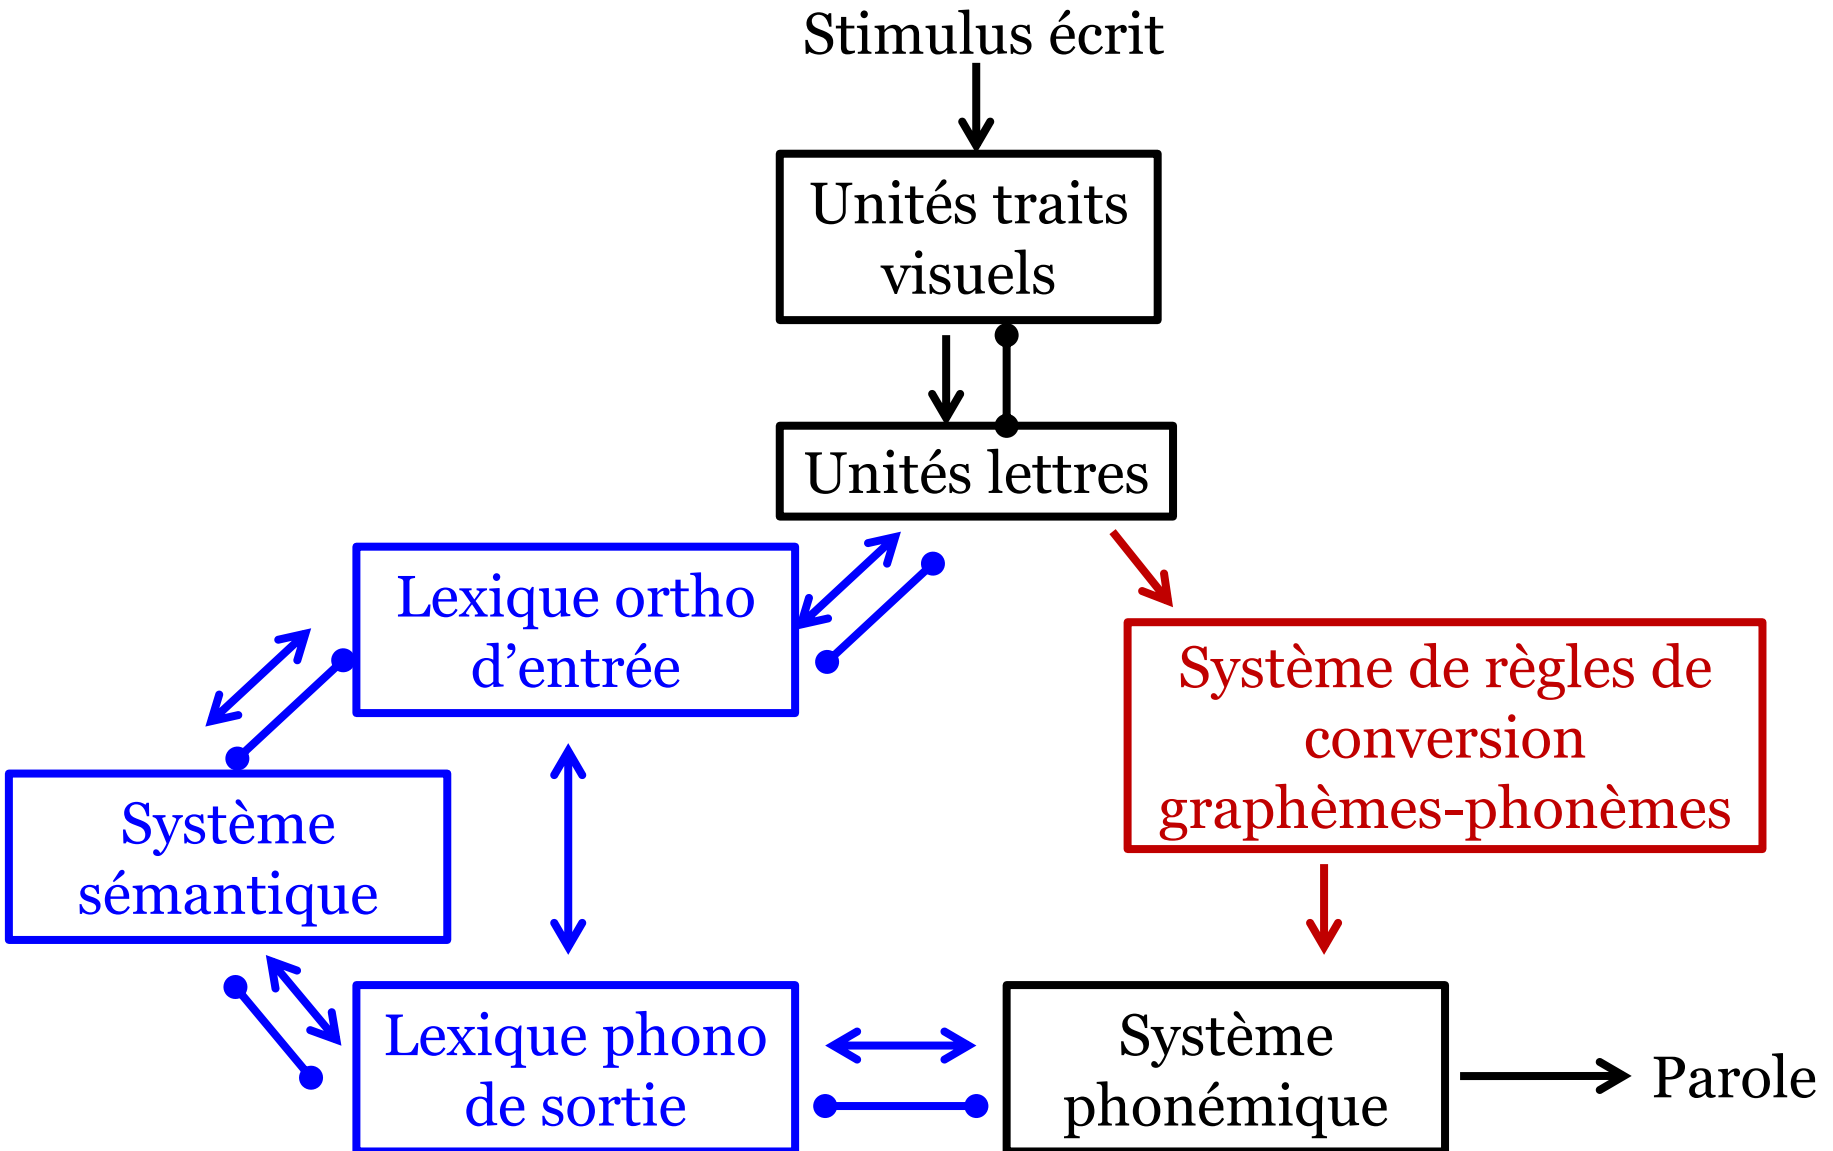 Stimulus écrit
Unités traits
visuels
Unités lettres
Lexique ortho
d’entrée
Système de règles de
conversion
graphèmes-phonèmes
Système
sémantique
Lexique phono
de sortie
Système
phonémique
Parole